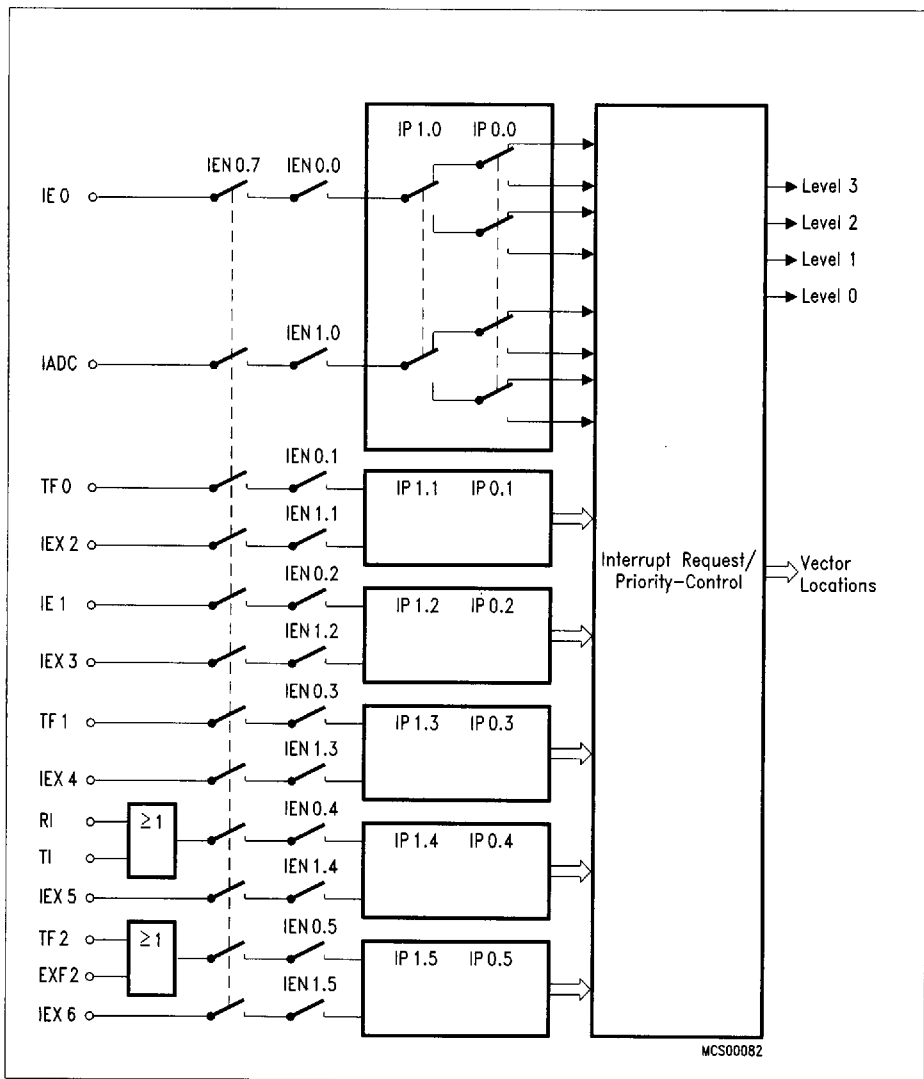 IP 1.0 IP 0.0
IEN 0.7 IEN 0.0
IE 0
Level 3
Level 2
Level 1
Level 0
IEN 1.0
IADC
IEN 0.1
TF 0
IP 1.1 IP 0.1
IEN 1.1
IEX 2
Interrupt Request/
Priority-Control
Vector
Locations
IEN 0.2
IE 1
IP 1.2 IP 0.2
IEN 1.2
IEX 3
IEN 0.3
TF 1
IP 1.3 IP 0.3
IEN 1.3
IEX 4
IEN 0.4
RI
≥1
TI
IP 1.4 IP 0.4
IEN 1.4
IEX 5
IEN 0.5
TF 2
≥1
EXF2
IP 1.5 IP 0.5
IEN 1.5
IEX 6
MCS00082